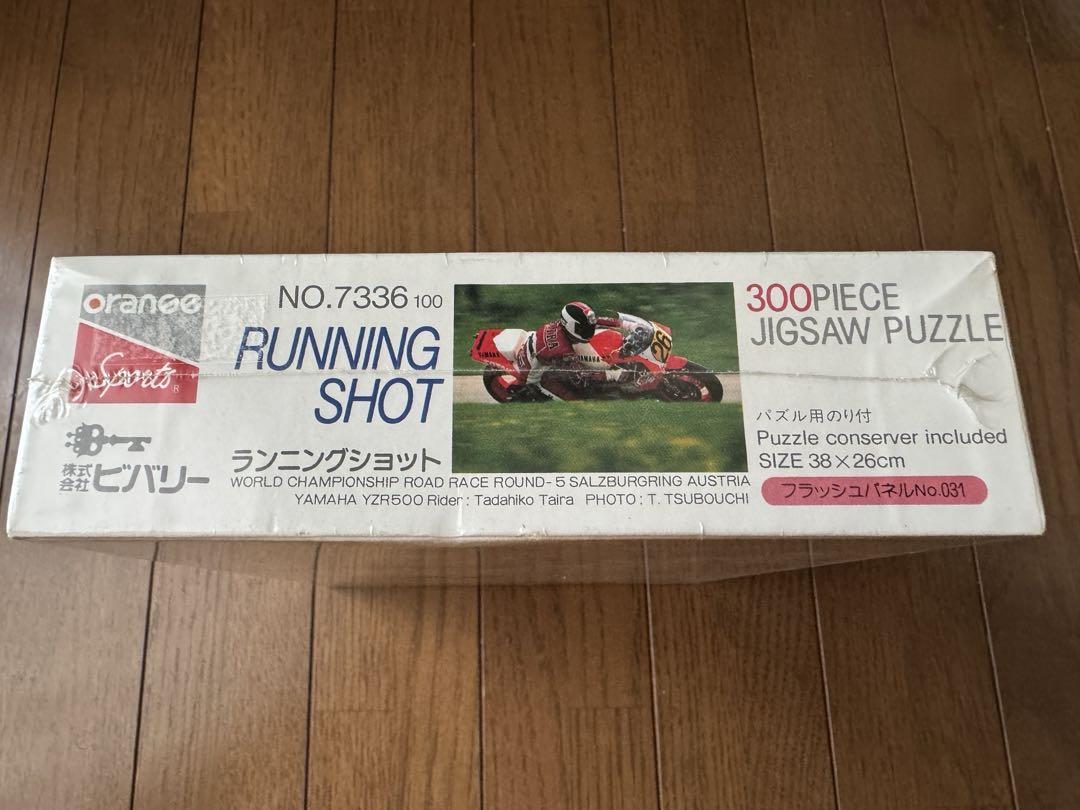 orange
Sports
®
株式会社 ビバリー
NO.7336 100
RUNNING
SHOT
ランニングショット
TAIRA
YAMAHA
YAMAHA
26
WORLD CHAMPIONSHIP ROAD RACE ROUND-5 SALZBURGRING AUSTRIA
YAMAHA YZR500 Rider : Tadahiko Taira PHOTO : T. TSUBOUCHI
300PIECE
JIGSAW PUZZLE
パズル用のり付
Puzzle conserver included
SIZE 38×26cm
フラッシュパネルNo.031